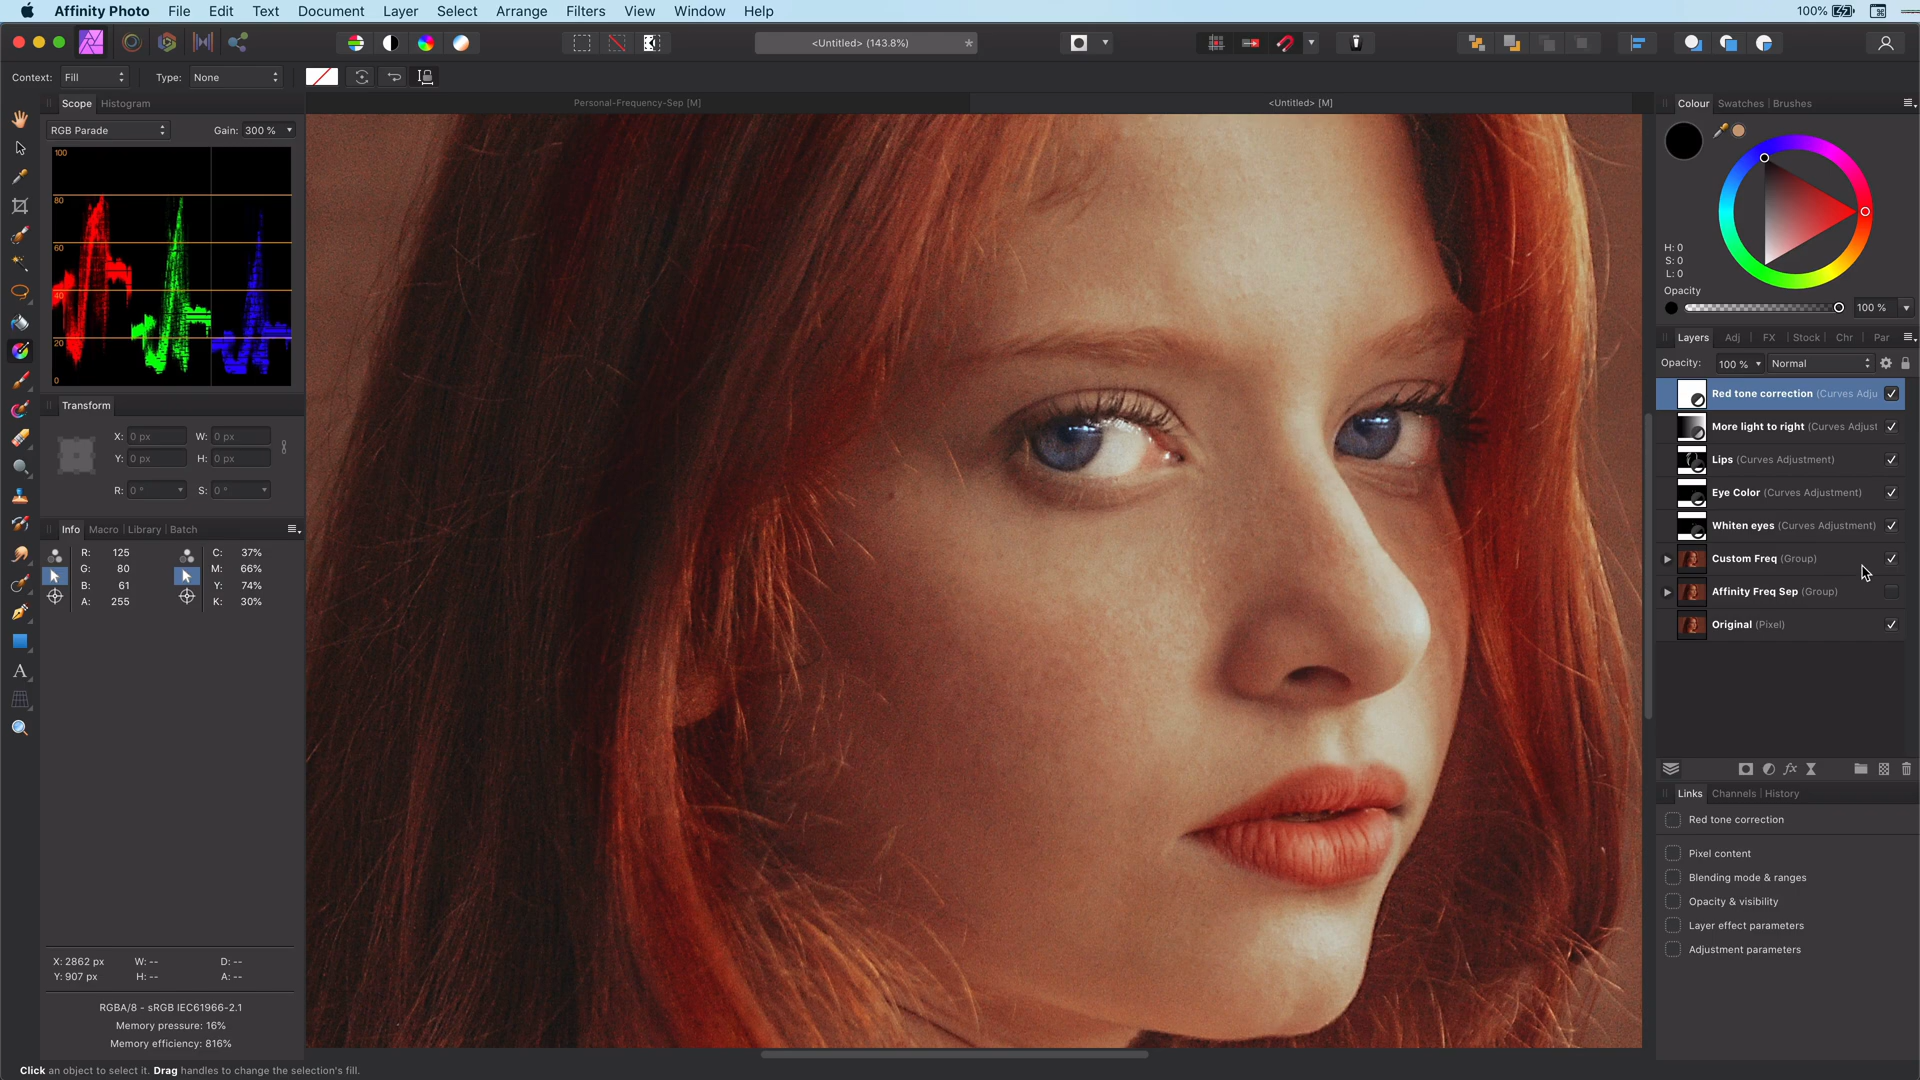 Affinity Photo File Edit Text Document Layer Select Arrange Filters View Window Help 100%
<Untitled> (143.8%) *
Context: Fill Type: None
Scope Histogram
Personal-Frequency-Sep [M] <Untitled> [M]
Colour Swatches Brushes
RGB Parade Gain: 300 %
100
80
60
40
20
0
H: 0
S: 0
L: 0
Opacity
100 %
Layers Adj FX Stock Chr Par
Opacity: 100 % Normal
Red tone correction (Curves Adju
More light to right (Curves Adjust
Lips (Curves Adjustment)
Eye Color (Curves Adjustment)
Whiten eyes (Curves Adjustment)
Custom Freq (Group)
Affinity Freq Sep (Group)
Original (Pixel)
Transform
X: 0 px W: 0 px
Y: 0 px H: 0 px
R: 0 ° S: 0 °
Info Macro Library Batch
R: 125 C: 37%
G: 80 M: 66%
B: 61 Y: 74%
A: 255 K: 30%
fx
Links Channels History
Red tone correction
Pixel content
Blending mode & ranges
Opacity & visibility
Layer effect parameters
Adjustment parameters
X: 2862 px W: -- D: --
Y: 907 px H: -- A: --
RGBA/8 - sRGB IEC61966-2.1
Memory pressure: 16%
Memory efficiency: 816%
Click an object to select it. Drag handles to change the selection's fill.